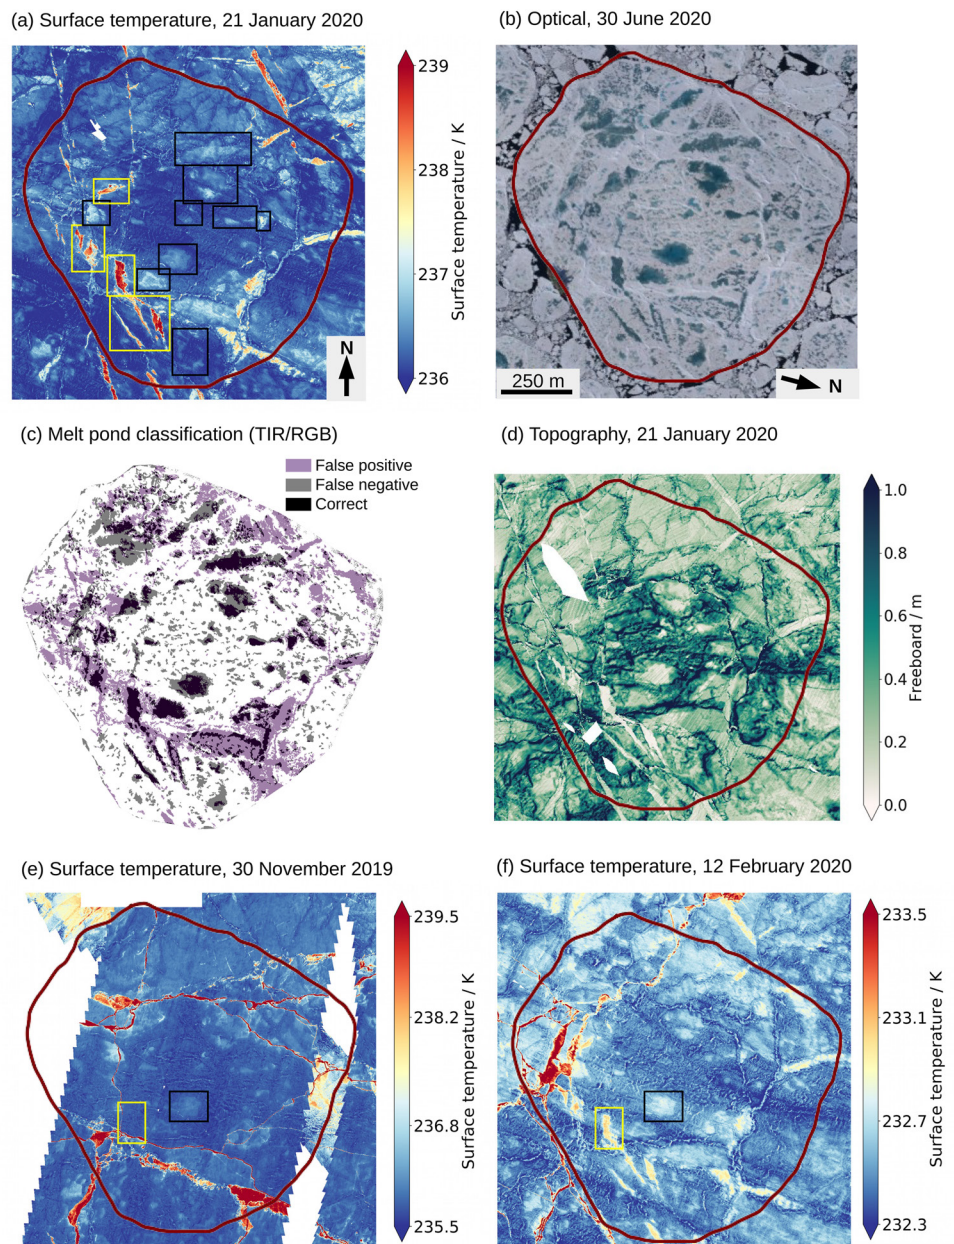 (a) Surface temperature, 21 January 2020
239
238
237
236
Surface temperature / K
N
(b) Optical, 30 June 2020
250 m
N
(c) Melt pond classification (TIR/RGB)
False positive
False negative
Correct
(d) Topography, 21 January 2020
1.0
0.8
0.6
0.4
0.2
0.0
Freeboard / m
(e) Surface temperature, 30 November 2019
239.5
238.2
236.8
235.5
Surface temperature / K
(f) Surface temperature, 12 February 2020
233.5
233.1
232.7
232.3
Surface temperature / K